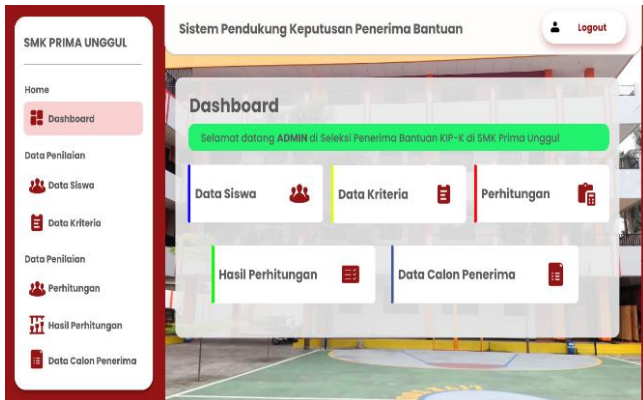 SMK PRIMA UNGGUL
Home
Dashboard
Data Penilaian
Data Siswa
Data Kriteria
Data Penilaian
Perhitungan
Hasil Perhitungan
Data Calon Penerima
Sistem Pendukung Keputusan Penerima Bantuan
Logout
Dashboard
Selamat datang ADMIN di Seleksi Penerima Bantuan KIP-K di SMK Prima Unggul
Data Siswa
Data Kriteria
Perhitungan
Hasil Perhitungan
Data Calon Penerima